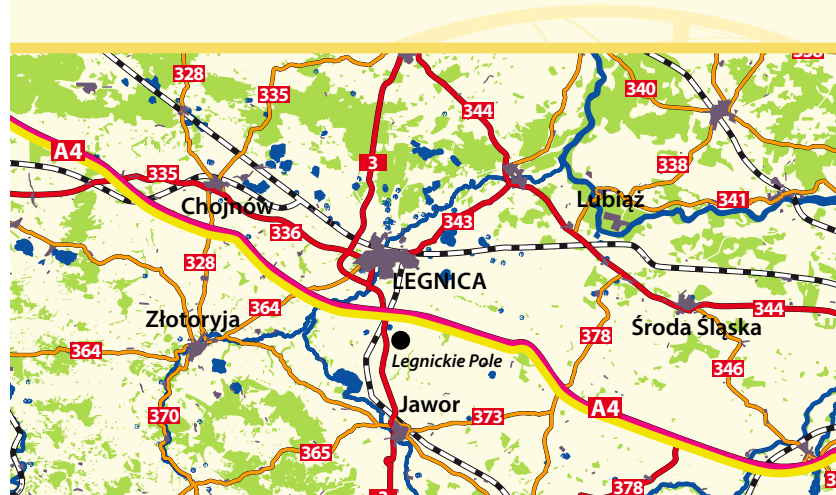 328
340
335
344
A4
3
338
335
Lubiąż
341
Chojnów
343
336
328
LEGNICA
364
344
Złotoryja
Środa Śląska
378
364
Legnickie Pole
346
Jawor
A4
370
373
365
378